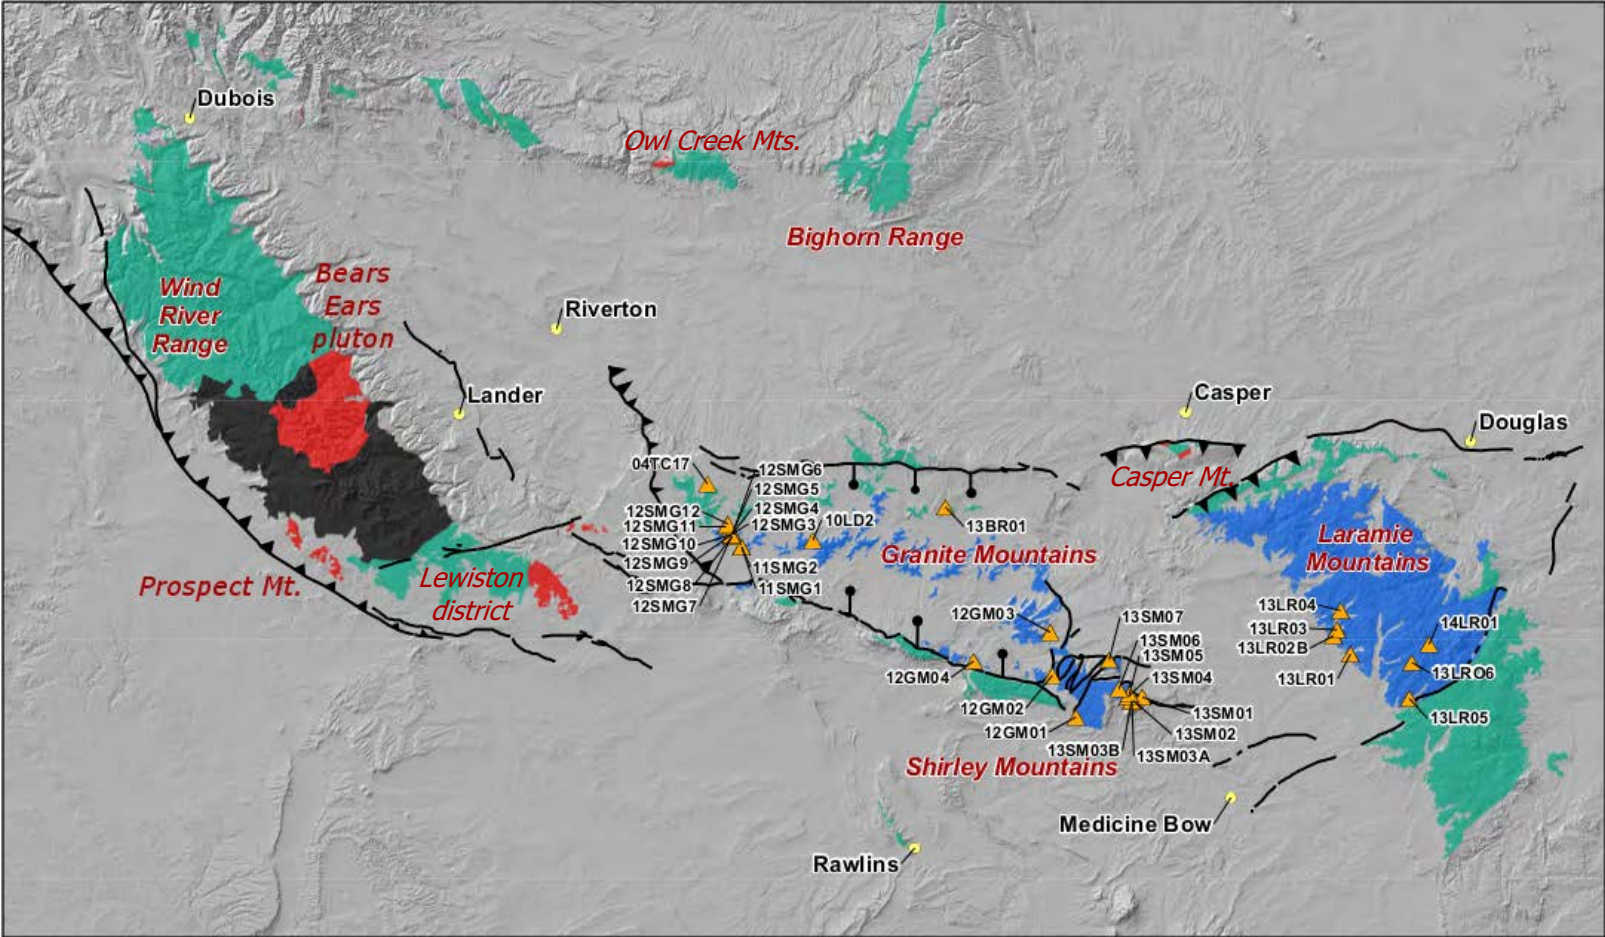 Dubois
Owl Creek Mts.
Bighorn Range
Wind
River
Range
Bears
Ears
pluton
Riverton
Lander
Casper
Douglas
Casper Mt.
04TC17
12SMG6
12SMG5
12SMG4
12SMG3
12SMG12
12SMG11
12SMG10
12SMG9
12SMG8
12SMG7
10LD2
11SMG2
11SMG1
13BR01
Granite Mountains
Laramie
Mountains
Prospect Mt.
Lewiston
district
12GM03
12GM04
12GM02
12GM01
13SM07
13SM06
13SM05
13SM04
13SM01
13SM02
13SM03B
13SM03A
Shirley Mountains
13LR04
13LR03
13LR02B
13LR01
14LR01
13LRO6
13LR05
Medicine Bow
Rawlins